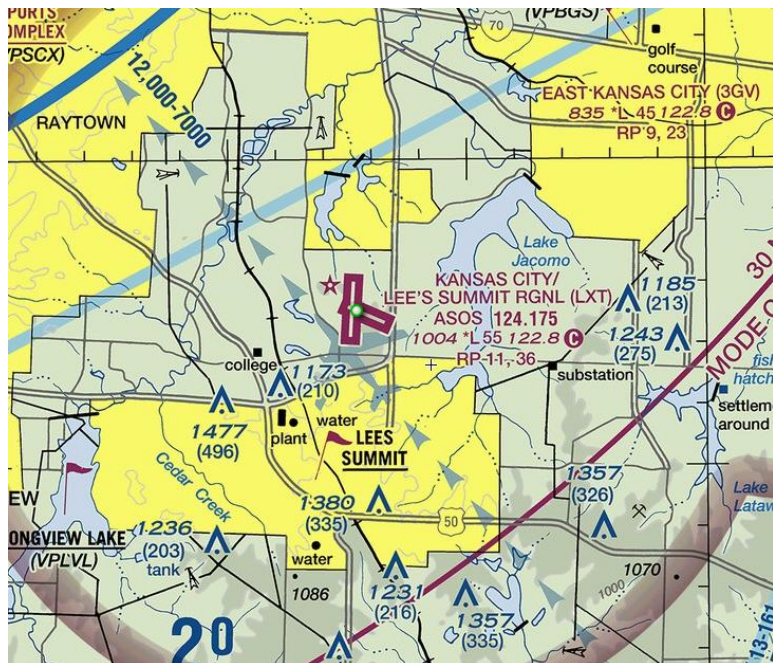 PORTS
OMPLEX
(VPSCX)
12,000-7000
RAYTOWN
(VPBGS)
70
golf
course
EAST KANSAS CITY (3GV)
835 *L 45 122.8 C
RP 9, 23
Lake
Jacomo
KANSAS CITY/
LEE'S SUMMIT RGNL (LXT)
ASOS 124.175
1004 *L 55 122.8 C
RP 11, 36
1185
(213)
1243
(275)
30
MODE C
fish
hatch
substation
settlem
around
college
1173
(210)
1477
(496)
plant
water
LEES
SUMMIT
Cedar Creek
1380
(335)
50
1357
(326)
Lake
Lataw
EW
ONGVIEW LAKE
(VPLVL)
1236
(203)
tank
water
1086
1231
(216)
1357
(335)
1000
1070
20
13-161